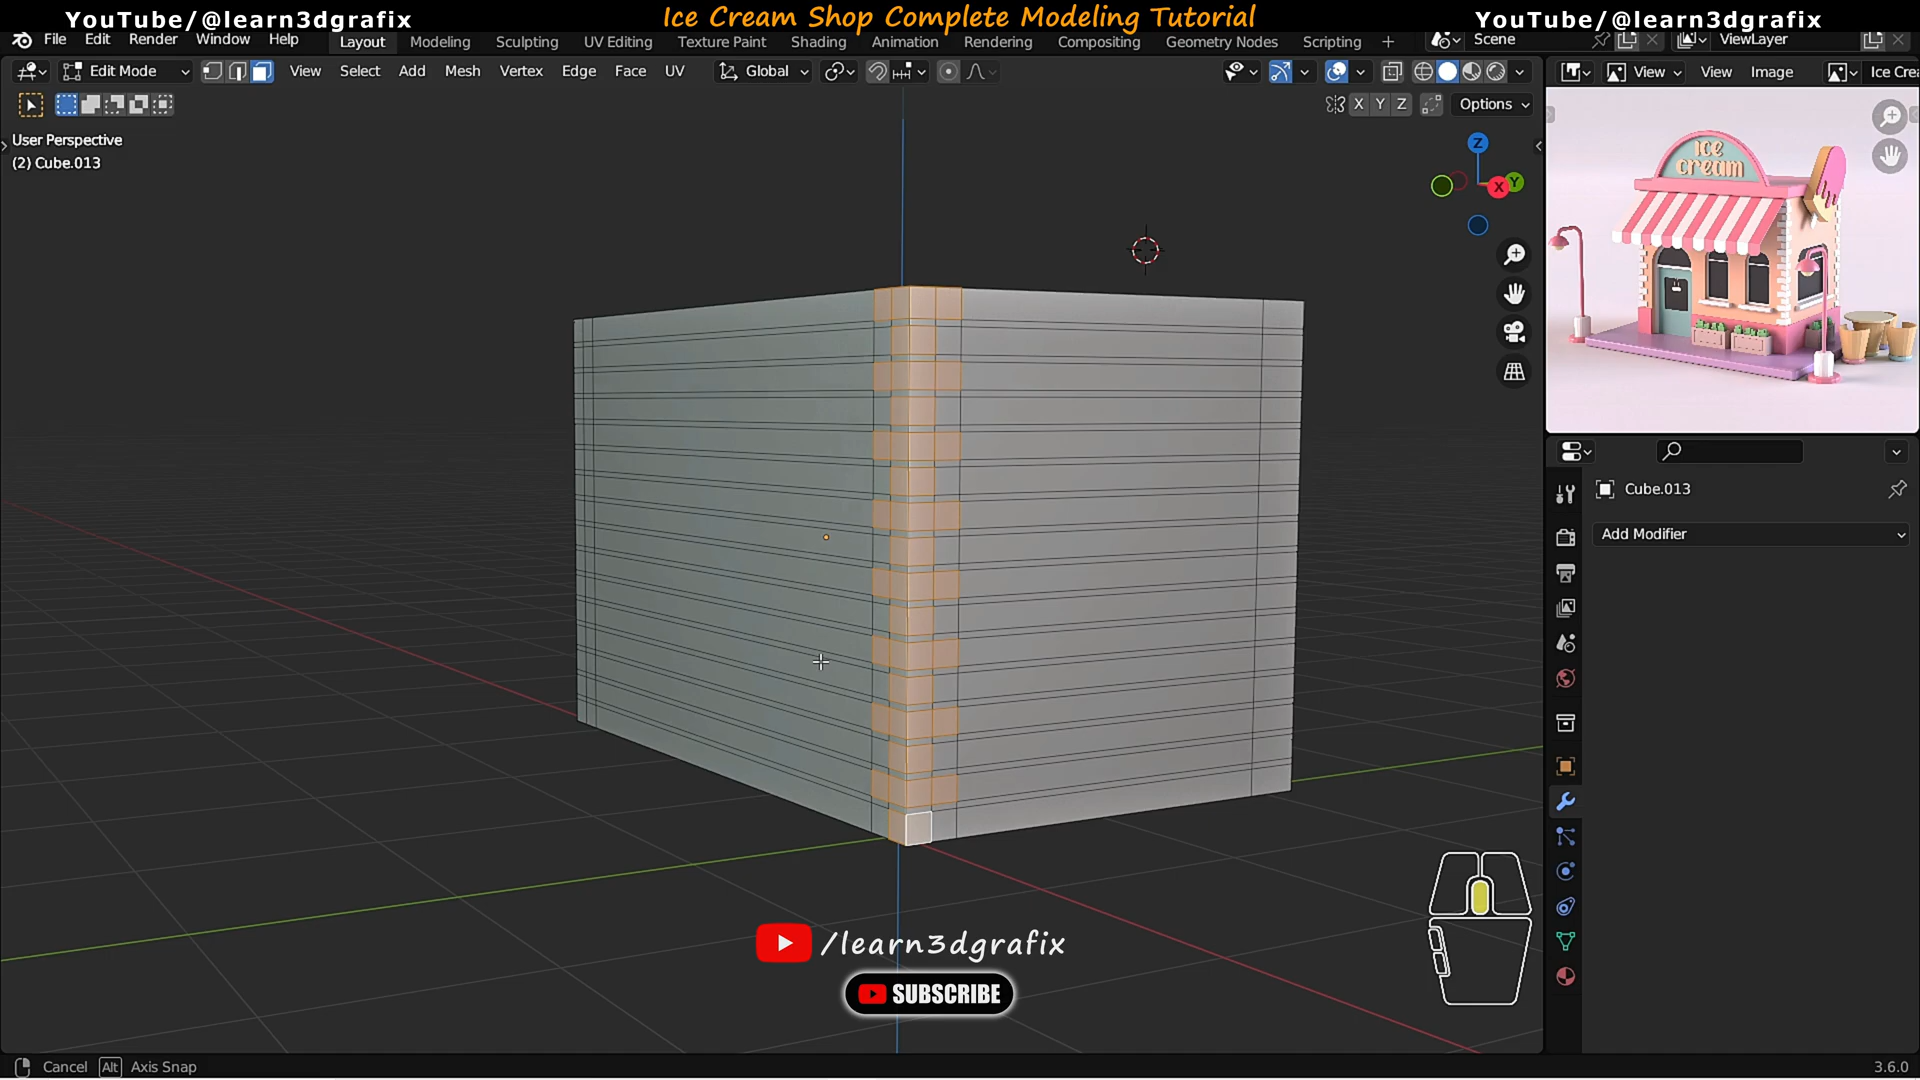 YouTube/@learn3dgrafix
Ice Cream Shop Complete Modeling Tutorial
YouTube/@learn3dgrafix
File Edit Render Window Help
Layout Modeling Sculpting UV Editing Texture Paint Shading Animation Rendering Compositing Geometry Nodes Scripting +
Scene
ViewLayer
Edit Mode
View Select Add Mesh Vertex Edge Face UV
Global
View View Image
Ice Crea
X Y Z
Options
User Perspective
(2) Cube.013
Z
X Y
ICE
cream
Cube.013
Add Modifier
/learn3dgrafix
SUBSCRIBE
Cancel Alt Axis Snap
3.6.0